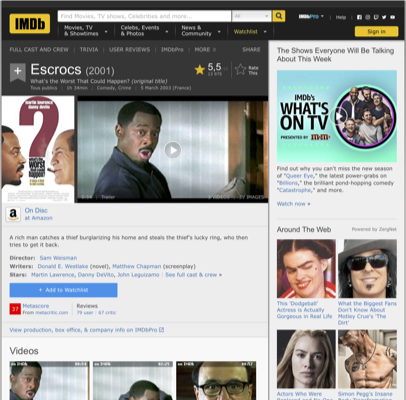 IMDb
Find Movies, TV shows, Celebrities and more...
All
IMDbPro
Help
Movies, TV
& Showtimes
Celebs, Events
& Photos
News &
Community
Watchlist
Sign in
FULL CAST AND CREW | TRIVIA | USER REVIEWS | IMDbPro | MORE
SHARE
Escrocs (2001)
What's the Worst That Could Happen? (original title)
Tous publics | 1h 34min | Comedy, Crime | 5 March 2003 (France)
5,5
Rate
This
martin lawrence
danny devito
Trailer
On Disc
at Amazon
A rich man catches a thief burglarizing his home and steals the thief's lucky ring, who then
tries to get it back.
Director: Sam Weisman
Writers: Donald E. Westlake (novel), Matthew Chapman (screenplay)
Stars: Martin Lawrence, Danny DeVito, John Leguizamo | See full cast & crew »
+ Add to Watchlist
37
Metascore
From metacritic.com
Reviews
79 user | 67 critic
View production, box office, & company info on IMDbPro
Videos
The Shows Everyone Will Be Talking
About This Week
IMDb's
WHAT'S
ON TV
PRESENTED BY m&m's
Find out why you can't miss the new season
of "Queer Eye," the latest power-grabs on
"Billions," the brilliant pond-hopping comedy
"Catastrophe," and more.
Watch now »
Around The Web
Powered by ZergNet
This 'Dodgeball'
Actress is Actually
Gorgeous in Real Life
What the Biggest Fans
Don't Know About
Motley Crue's 'The
Dirt'
Actors Who Were
Simon Pegg's Insane